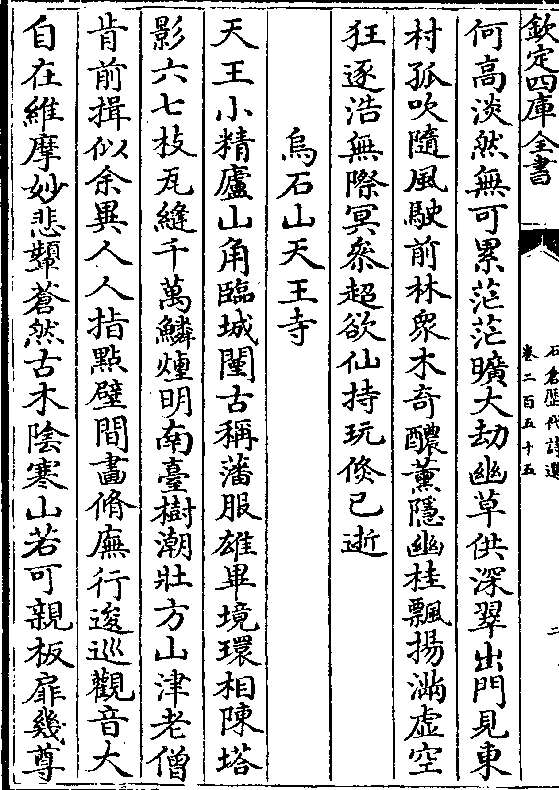 欽定四庫全書
石倉歷代詩選
卷二百五十五
二
何高淡然無可累茫茫曠大劫幽草供深翠出門見東
村孤吹隨風駛前林眾木奇醲薰隱幽桂飄揚滿虛空
狂逐浩無際冥叅超欲仙持玩倏已逝
烏石山天王寺
天王小精廬山角臨城闉古稱藩服雄畢境環相陳塔
影六七枝瓦縫千萬鱗煙明南臺樹潮壯方山津老僧
肯前揖似余異人人指點壁間畵脩廡行逡巡觀音大
自在維摩妙悲顰蒼然古木陰寒山若可親板扉幾尊